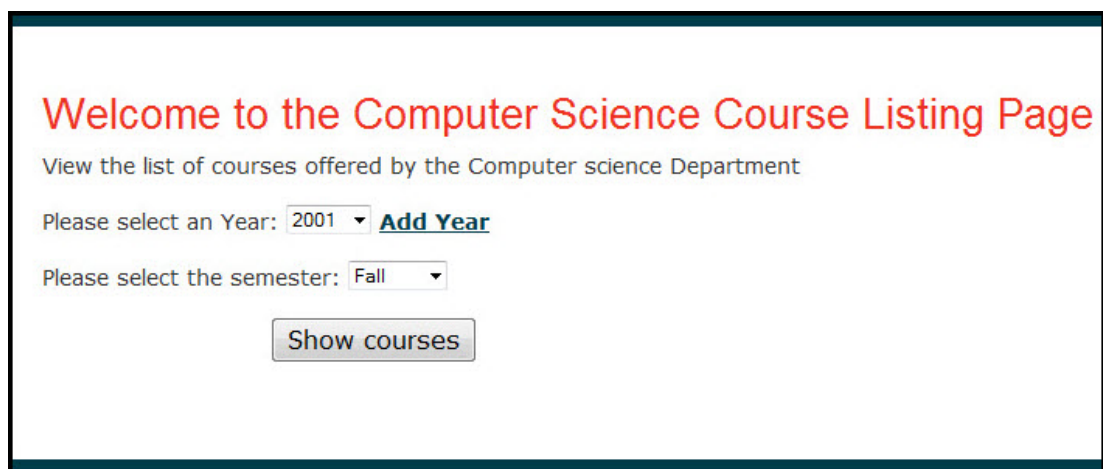 Welcome to the Computer Science Course Listing Page
View the list of courses offered by the Computer science Department
Please select an Year: 2001 Add Year
Please select the semester: Fall
Show courses